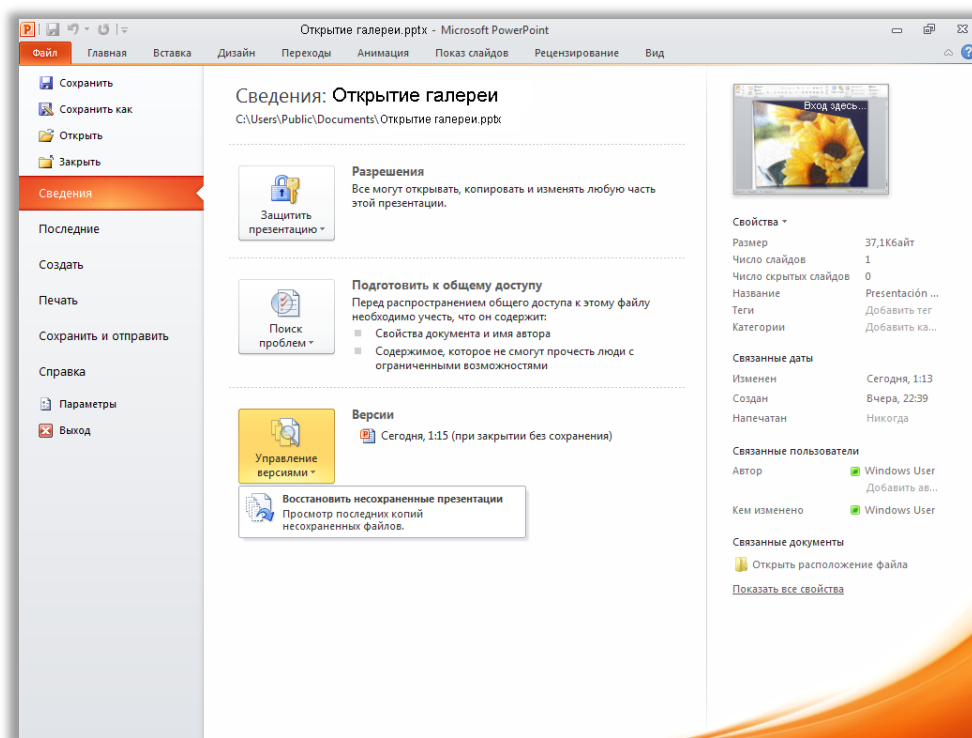 Открытие галереи.pptx - Microsoft PowerPoint
Файл Главная Вставка Дизайн Переходы Анимация Показ слайдов Рецензирование Вид
Сохранить
Сохранить как
Открыть
Закрыть
Сведения
Последние
Создать
Печать
Сохранить и отправить
Справка
Параметры
Выход
Сведения: Открытие галереи
C:\Users\Public\Documents\Открытие галереи.pptx
Защитить
презентацию
Разрешения
Все могут открывать, копировать и изменять любую часть
этой презентации.
Поиск
проблем
Подготовить к общему доступу
Перед распространением общего доступа к этому файлу
необходимо учесть, что он содержит:
Свойства документа и имя автора
Содержимое, которое не смогут прочесть люди с
ограниченными возможностями
Управление
версиями
Версии
Сегодня, 1:15 (при закрытии без сохранения)
Восстановить несохраненные презентации
Просмотр последних копий
несохраненных файлов.
Вход здесь...
Свойства
Размер 37,1Кбайт
Число слайдов 1
Число скрытых слайдов 0
Название Presentación ...
Теги Добавить тег
Категории Добавить ка...
Связанные даты
Изменен Сегодня, 1:13
Создан Вчера, 22:39
Напечатан Никогда
Связанные пользователи
Автор Windows User
Добавить ав...
Кем изменено Windows User
Связанные документы
Открыть расположение файла
Показать все свойства